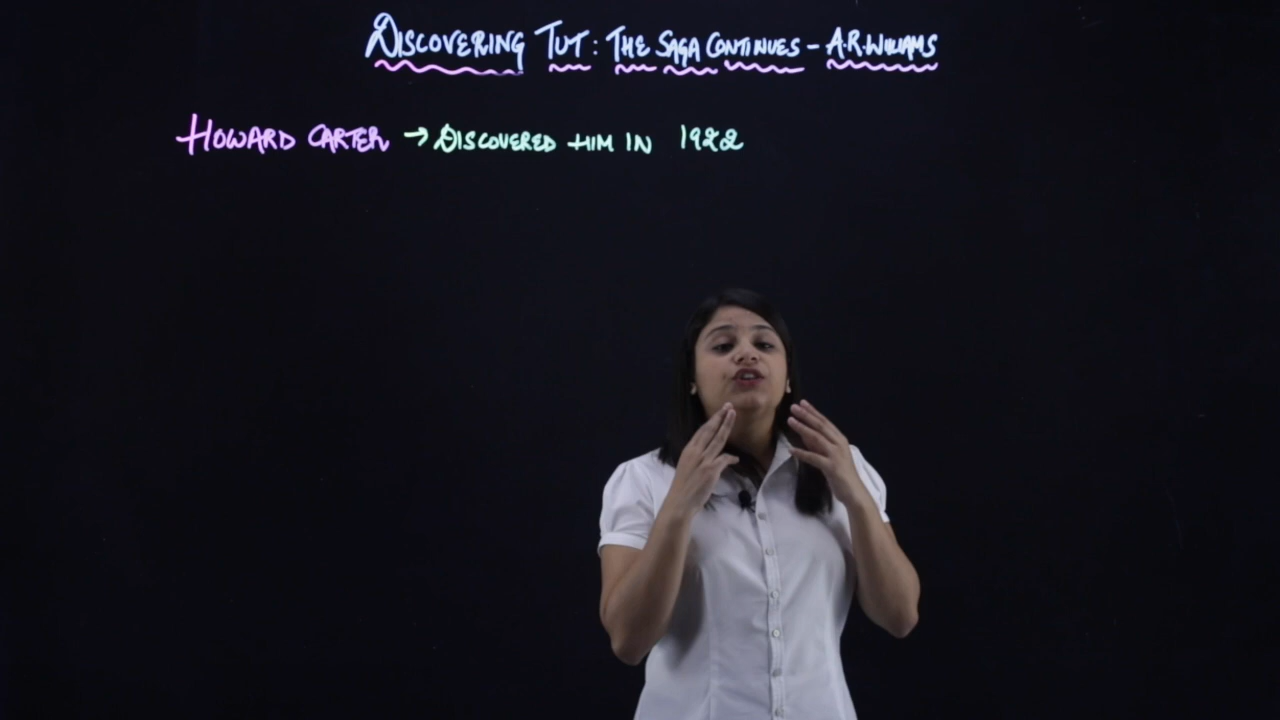 DISCOVERING TUT: THE SAGA CONTINUES - A.R.WILLIAMS
HOWARD CARTER → DISCOVERED HIM IN 1922